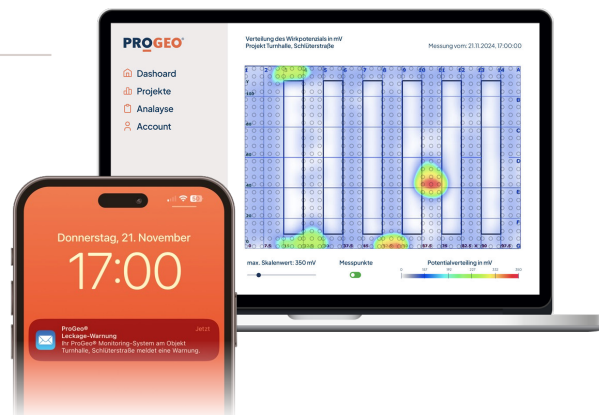 PROGEO®
Dashoard
Projekte
Analayse
Account
Verteilung des Wirkpotenzials in mV
Projekt Turnhalle, Schlüterstraße
Messung vom: 21.11.2024, 17:00:00
max. Skalenwert: 350 mV
Messpunkte
Potentialverteiling in mV
Donnerstag, 21. November
17:00
ProGeo®
Jetzt
Leckage-Warnung
Ihr ProGeo® Monitoring-System am Objekt
Turnhalle, Schlüterstraße meldet eine Warnung.